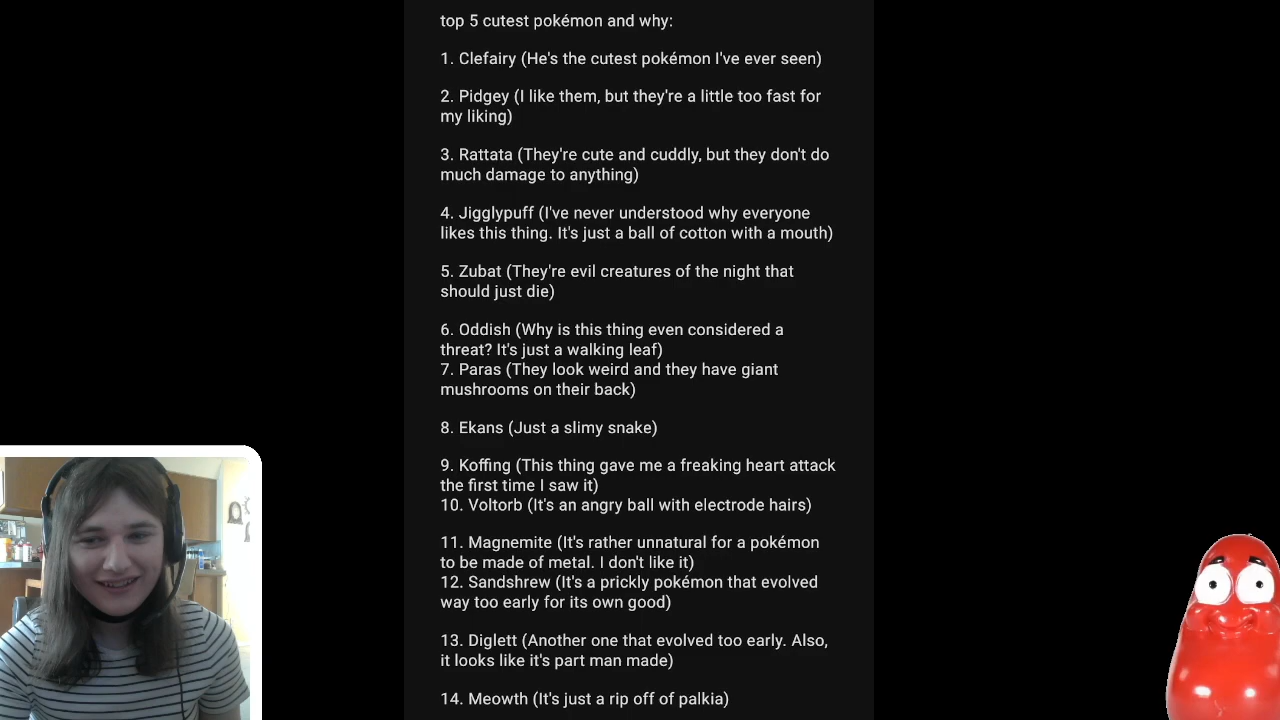 top 5 cutest pokémon and why:
1. Clefairy (He's the cutest pokémon I've ever seen)
2. Pidgey (I like them, but they're a little too fast for
my liking)
3. Rattata (They're cute and cuddly, but they don't do
much damage to anything)
4. Jigglypuff (I've never understood why everyone
likes this thing. It's just a ball of cotton with a mouth)
5. Zubat (They're evil creatures of the night that
should just die)
6. Oddish (Why is this thing even considered a
threat? It's just a walking leaf)
7. Paras (They look weird and they have giant
mushrooms on their back)
8. Ekans (Just a slimy snake)
9. Koffing (This thing gave me a freaking heart attack
the first time I saw it)
10. Voltorb (It's an angry ball with electrode hairs)
11. Magnemite (It's rather unnatural for a pokémon
to be made of metal. I don't like it)
12. Sandshrew (It's a prickly pokémon that evolved
way too early for its own good)
13. Diglett (Another one that evolved too early. Also,
it looks like it's part man made)
14. Meowth (It's just a rip off of palkia)